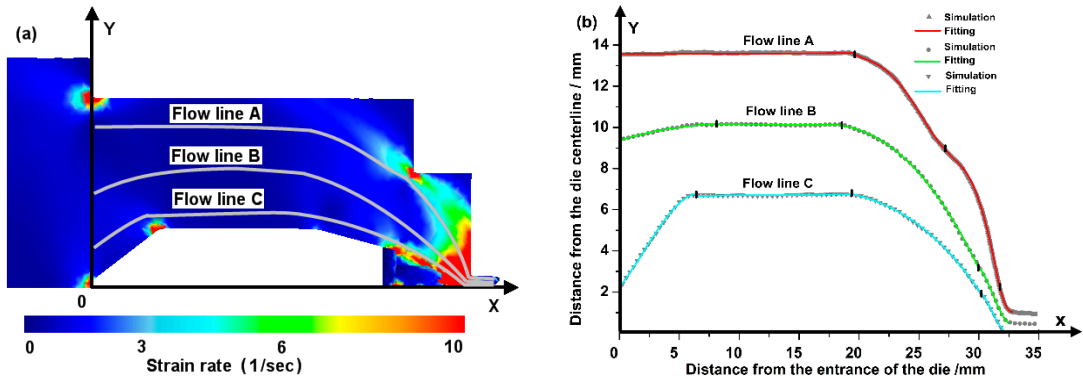 (a)
Y
Flow line A
Flow line B
Flow line C
0
X
0 3 6 10
Strain rate (1/sec)
(b)
Y
Simulation
Fitting
Simulation
Fitting
Simulation
Fitting
Flow line A
Flow line B
Flow line C
14
12
10
8
6
4
2
Distance from the die centerline /mm
X
0 5 10 15 20 25 30 35
Distance from the entrance of the die /mm